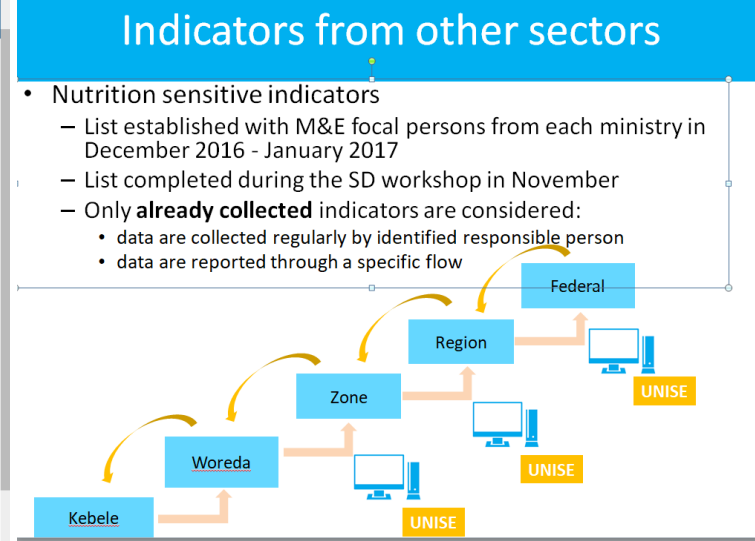 Indicators from other sectors
• Nutrition sensitive indicators
– List established with M&E focal persons from each ministry in
December 2016 - January 2017
– List completed during the SD workshop in November
– Only already collected indicators are considered:
• data are collected regularly by identified responsible person
• data are reported through a specific flow
Federal
Region
UNISE
Zone
Woreda
UNISE
Kebele
UNISE